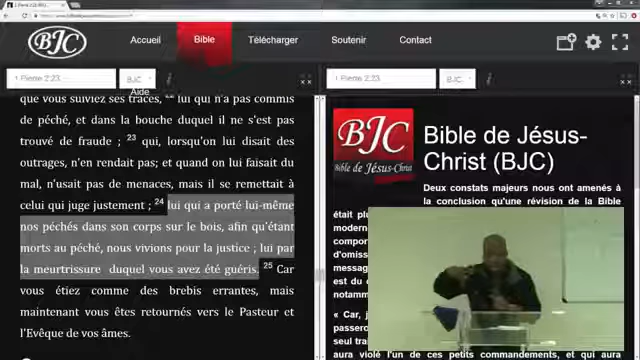 BJC
Accueil
Bible
Télécharger
Soutenir
Contact
1 Pierre 2:23
BJC
1 Pierre 2:23
BJC
Aide
que vous suiviez ses traces, 22 lui qui n'a pas commis
de péché, et dans la bouche duquel il ne s'est pas
trouvé de fraude ; 23 qui, lorsqu'on lui disait des
outrages, n'en rendait pas; et quand on lui faisait du
mal, n'usait pas de menaces, mais il se remettait à
celui qui juge justement ; 24 lui qui a porté lui-même
nos péchés dans son corps sur le bois, afin qu'étant
morts au péché, nous vivions pour la justice ; lui par
la meurtrissure duquel vous avez été guéris. 25 Car
vous étiez comme des brebis errantes, mais
maintenant vous êtes retournés vers le Pasteur et
l'Evêque de vos âmes.
BJC
Bible de Jésus-Christ
Bible de Jésus-
Christ (BJC)
Deux constats majeurs nous ont amenés à
la conclusion qu'une révision de la Bible
était
modern
compor
d'omiss
messag
est du
notamm
« Car, j
passero
seul tra
aura violé l'un de ces petits commandements, et qui aura